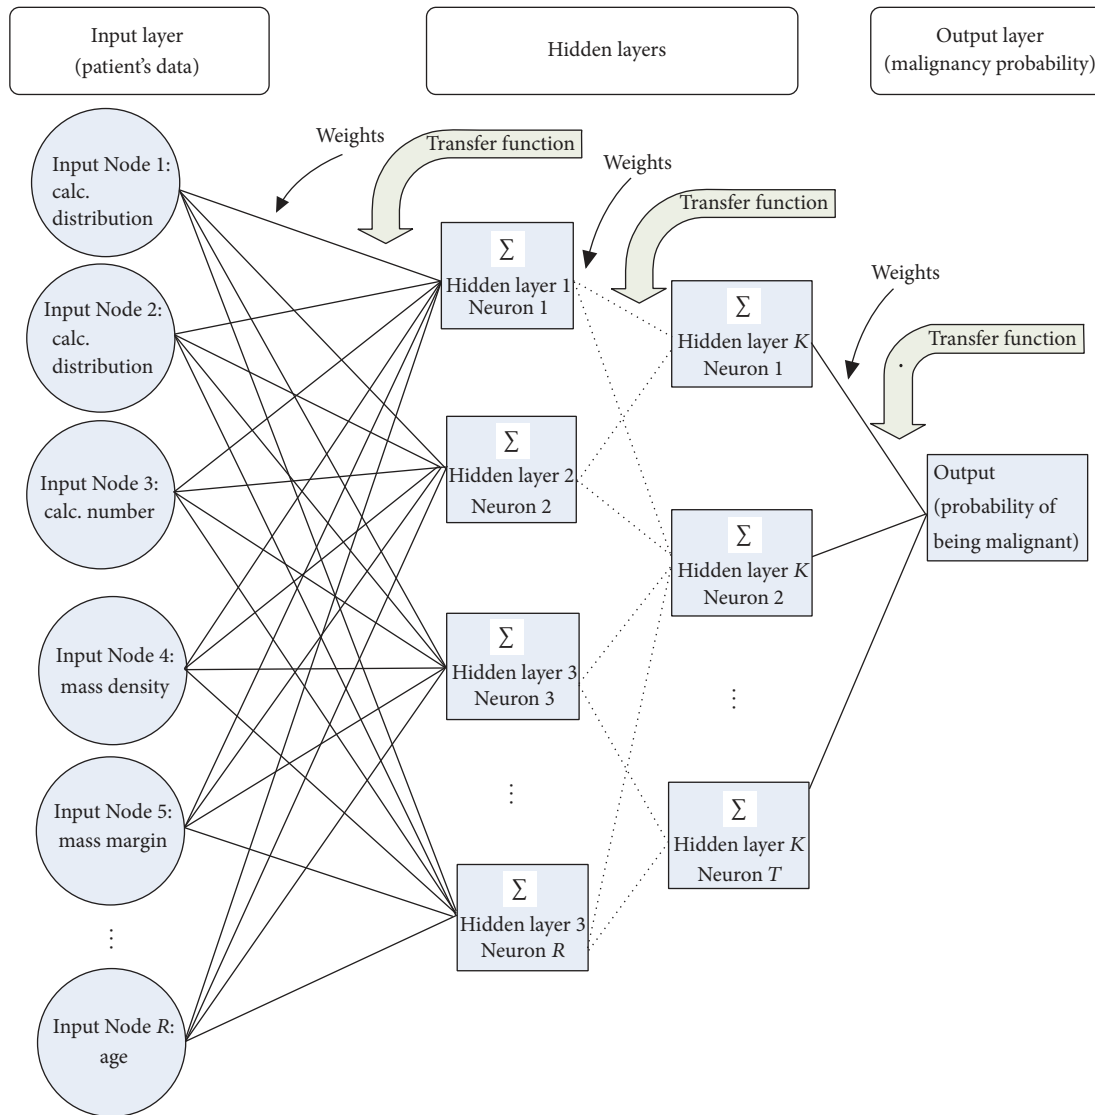 Input layer
(patient's data)
Hidden layers
Output layer
(malignancy probability)
Weights
Transfer function
Weights
Transfer function
Weights
Transfer function
Input Node 1:
calc.
distribution
Input Node 2:
calc.
distribution
Input Node 3:
calc. number
Input Node 4:
mass density
Input Node 5:
mass margin
⋮
Input Node R:
age
∑
Hidden layer 1
Neuron 1
∑
Hidden layer 2
Neuron 2
∑
Hidden layer 3
Neuron 3
⋮
∑
Hidden layer 3
Neuron R
∑
Hidden layer K
Neuron 1
∑
Hidden layer K
Neuron 2
⋮
∑
Hidden layer K
Neuron T
Output
(probability of
being malignant)